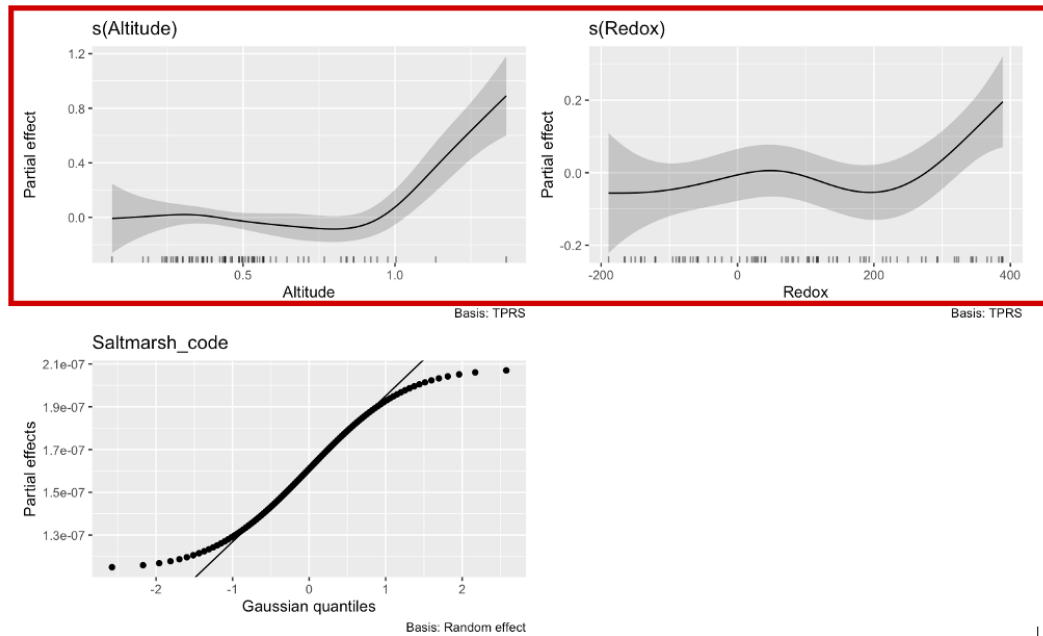 s(Altitude)
Partial effect
1.2
0.8
0.4
0.0
0.5 1.0
Altitude
Basis: TPRS
s(Redox)
Partial effect
0.2
0.0
-0.2
-200 0 200 400
Redox
Basis: TPRS
Saltmarsh_code
Partial effects
2.1e-07
1.9e-07
1.7e-07
1.5e-07
1.3e-07
-2 -1 0 1 2
Gaussian quantiles
Basis: Random effect